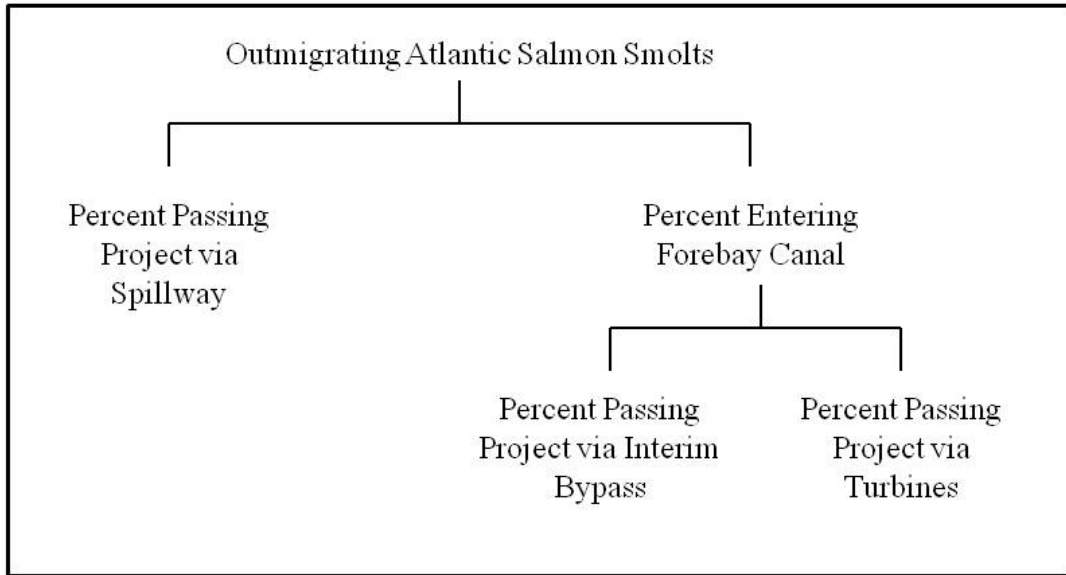 Outmigrating Atlantic Salmon Smolts
Percent Passing
Project via
Spillway
Percent Entering
Forebay Canal
Percent Passing
Project via Interim
Bypass
Percent Passing
Project via
Turbines